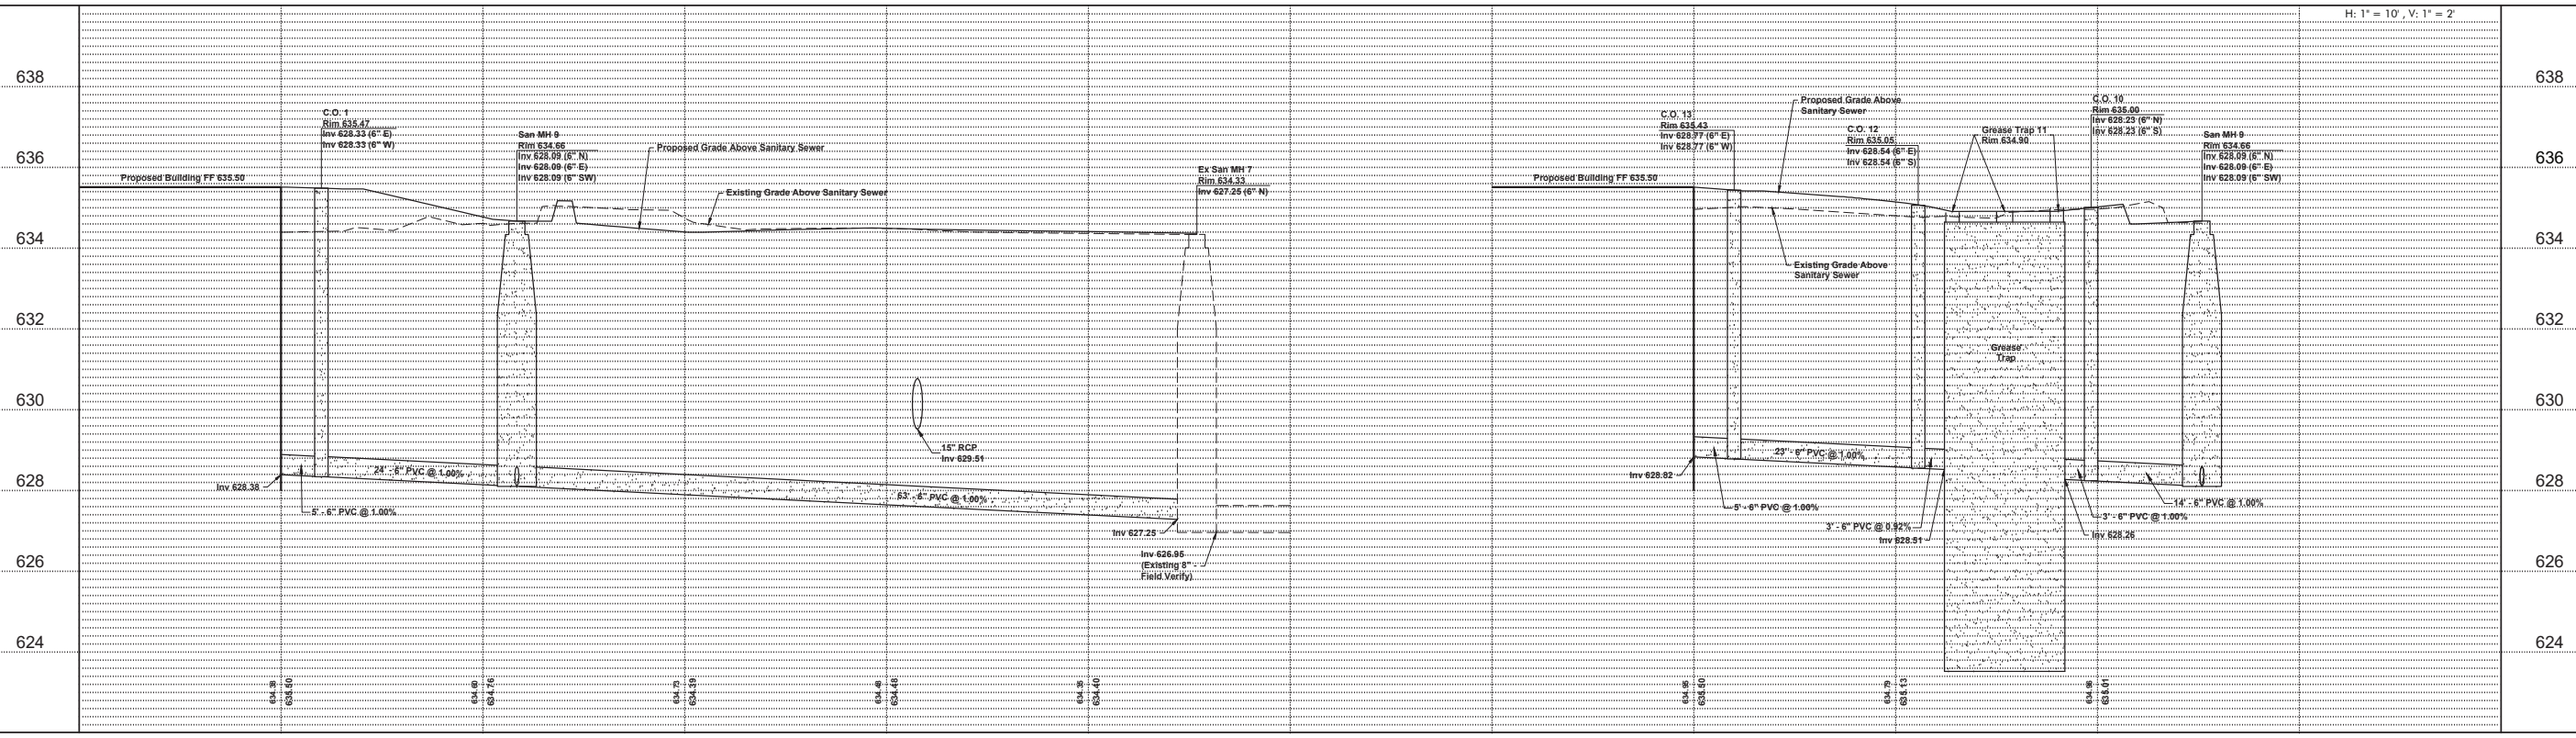 H: 1" = 10' , V: 1" = 2'
638
636
634
632
630
628
626
624
Proposed Building FF 635.50
C.O. 1
Rim 635.47
Inv 628.33 (6" E)
Inv 628.33 (6" W)
San MH 9
Rim 634.66
Inv 628.09 (6" N)
Inv 628.09 (6" E)
Inv 628.09 (6" SW)
Proposed Grade Above Sanitary Sewer
Existing Grade Above Sanitary Sewer
Ex San MH 7
Rim 634.33
Inv 627.25 (6" N)
15" RCP
Inv 629.51
24' - 6" PVC @ 1.00%
63' - 6" PVC @ 1.00%
Inv 628.38
5' - 6" PVC @ 1.00%
Inv 627.25
Inv 626.95
(Existing 8" -
Field Verify)
634.38
635.50
634.60
634.76
634.73
634.39
634.48
634.48
634.35
634.40
Proposed Building FF 635.50
C.O. 13
Rim 635.43
Inv 628.77 (6" E)
Inv 628.77 (6" W)
Proposed Grade Above
Sanitary Sewer
C.O. 12
Rim 635.05
Inv 628.54 (6" E)
Inv 628.54 (6" S)
Grease Trap 11
Rim 634.90
C.O. 10
Rim 635.00
Inv 628.23 (6" N)
Inv 628.23 (6" S)
San MH 9
Rim 634.66
Inv 628.09 (6" N)
Inv 628.09 (6" E)
Inv 628.09 (6" SW)
Existing Grade Above
Sanitary Sewer
Grease
Trap
23' - 6" PVC @ 1.00%
Inv 628.82
5' - 6" PVC @ 1.00%
3' - 6" PVC @ 0.92%
Inv 628.51
14' - 6" PVC @ 1.00%
3' - 6" PVC @ 1.00%
Inv 628.26
634.95
635.50
634.79
635.13
634.96
635.01
638
636
634
632
630
628
626
624